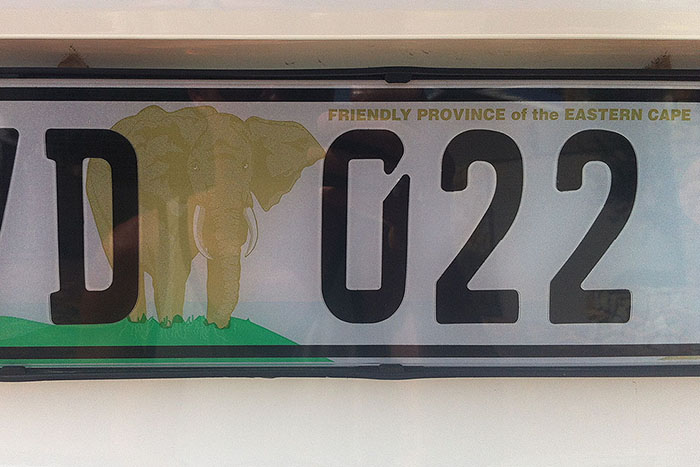 FRIENDLY PROVINCE of the EASTERN CAPE
D 022